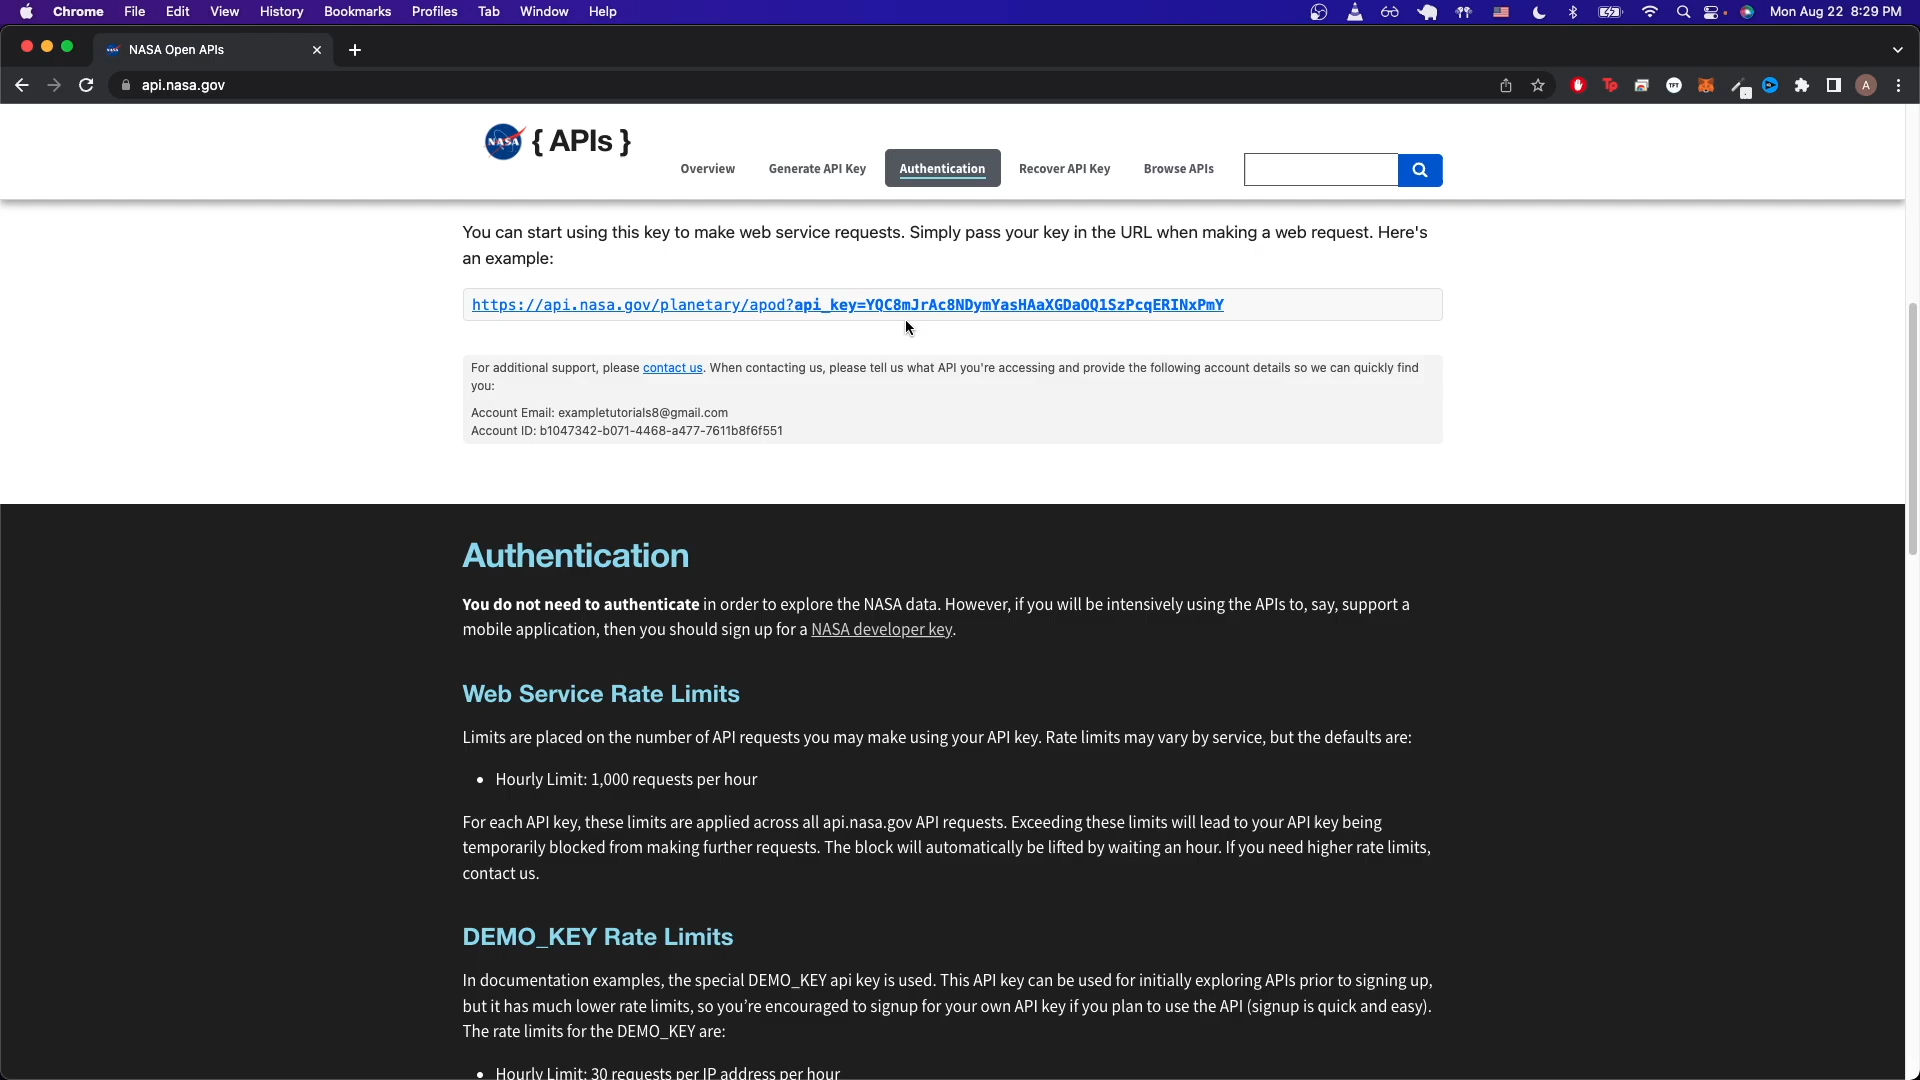 Chrome File Edit View History Bookmarks Profiles Tab Window Help Mon Aug 22 8:29 PM
NASA Open APIs
api.nasa.gov
NASA { APIs }
Overview Generate API Key Authentication Recover API Key Browse APIs
You can start using this key to make web service requests. Simply pass your key in the URL when making a web request. Here's
an example:
https://api.nasa.gov/planetary/apod?api_key=YQC8mJrAc8NDymYasHAaXGDaOQ1SzPcqERINxPmY
For additional support, please contact us. When contacting us, please tell us what API you're accessing and provide the following account details so we can quickly find
you:
Account Email: exampletutorials8@gmail.com
Account ID: b1047342-b071-4468-a477-7611b8f6f551
Authentication
You do not need to authenticate in order to explore the NASA data. However, if you will be intensively using the APIs to, say, support a
mobile application, then you should sign up for a NASA developer key.
Web Service Rate Limits
Limits are placed on the number of API requests you may make using your API key. Rate limits may vary by service, but the defaults are:
• Hourly Limit: 1,000 requests per hour
For each API key, these limits are applied across all api.nasa.gov API requests. Exceeding these limits will lead to your API key being
temporarily blocked from making further requests. The block will automatically be lifted by waiting an hour. If you need higher rate limits,
contact us.
DEMO_KEY Rate Limits
In documentation examples, the special DEMO_KEY api key is used. This API key can be used for initially exploring APIs prior to signing up,
but it has much lower rate limits, so you’re encouraged to signup for your own API key if you plan to use the API (signup is quick and easy).
The rate limits for the DEMO_KEY are:
• Hourly Limit: 30 requests per IP address per hour